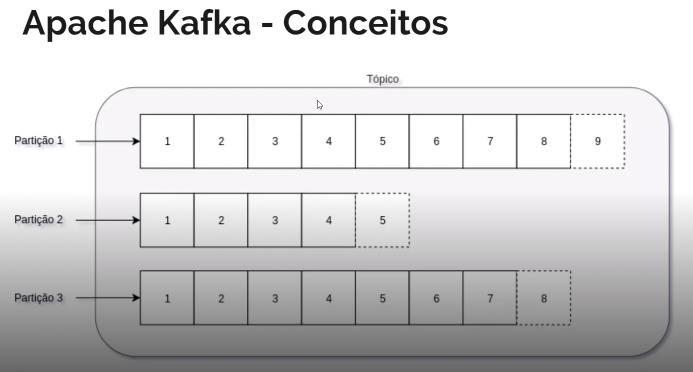 Apache Kafka - Conceitos
Tópico
Partição 1
1 2 3 4 5 6 7 8 9
Partição 2
1 2 3 4 5
Partição 3
1 2 3 4 5 6 7 8